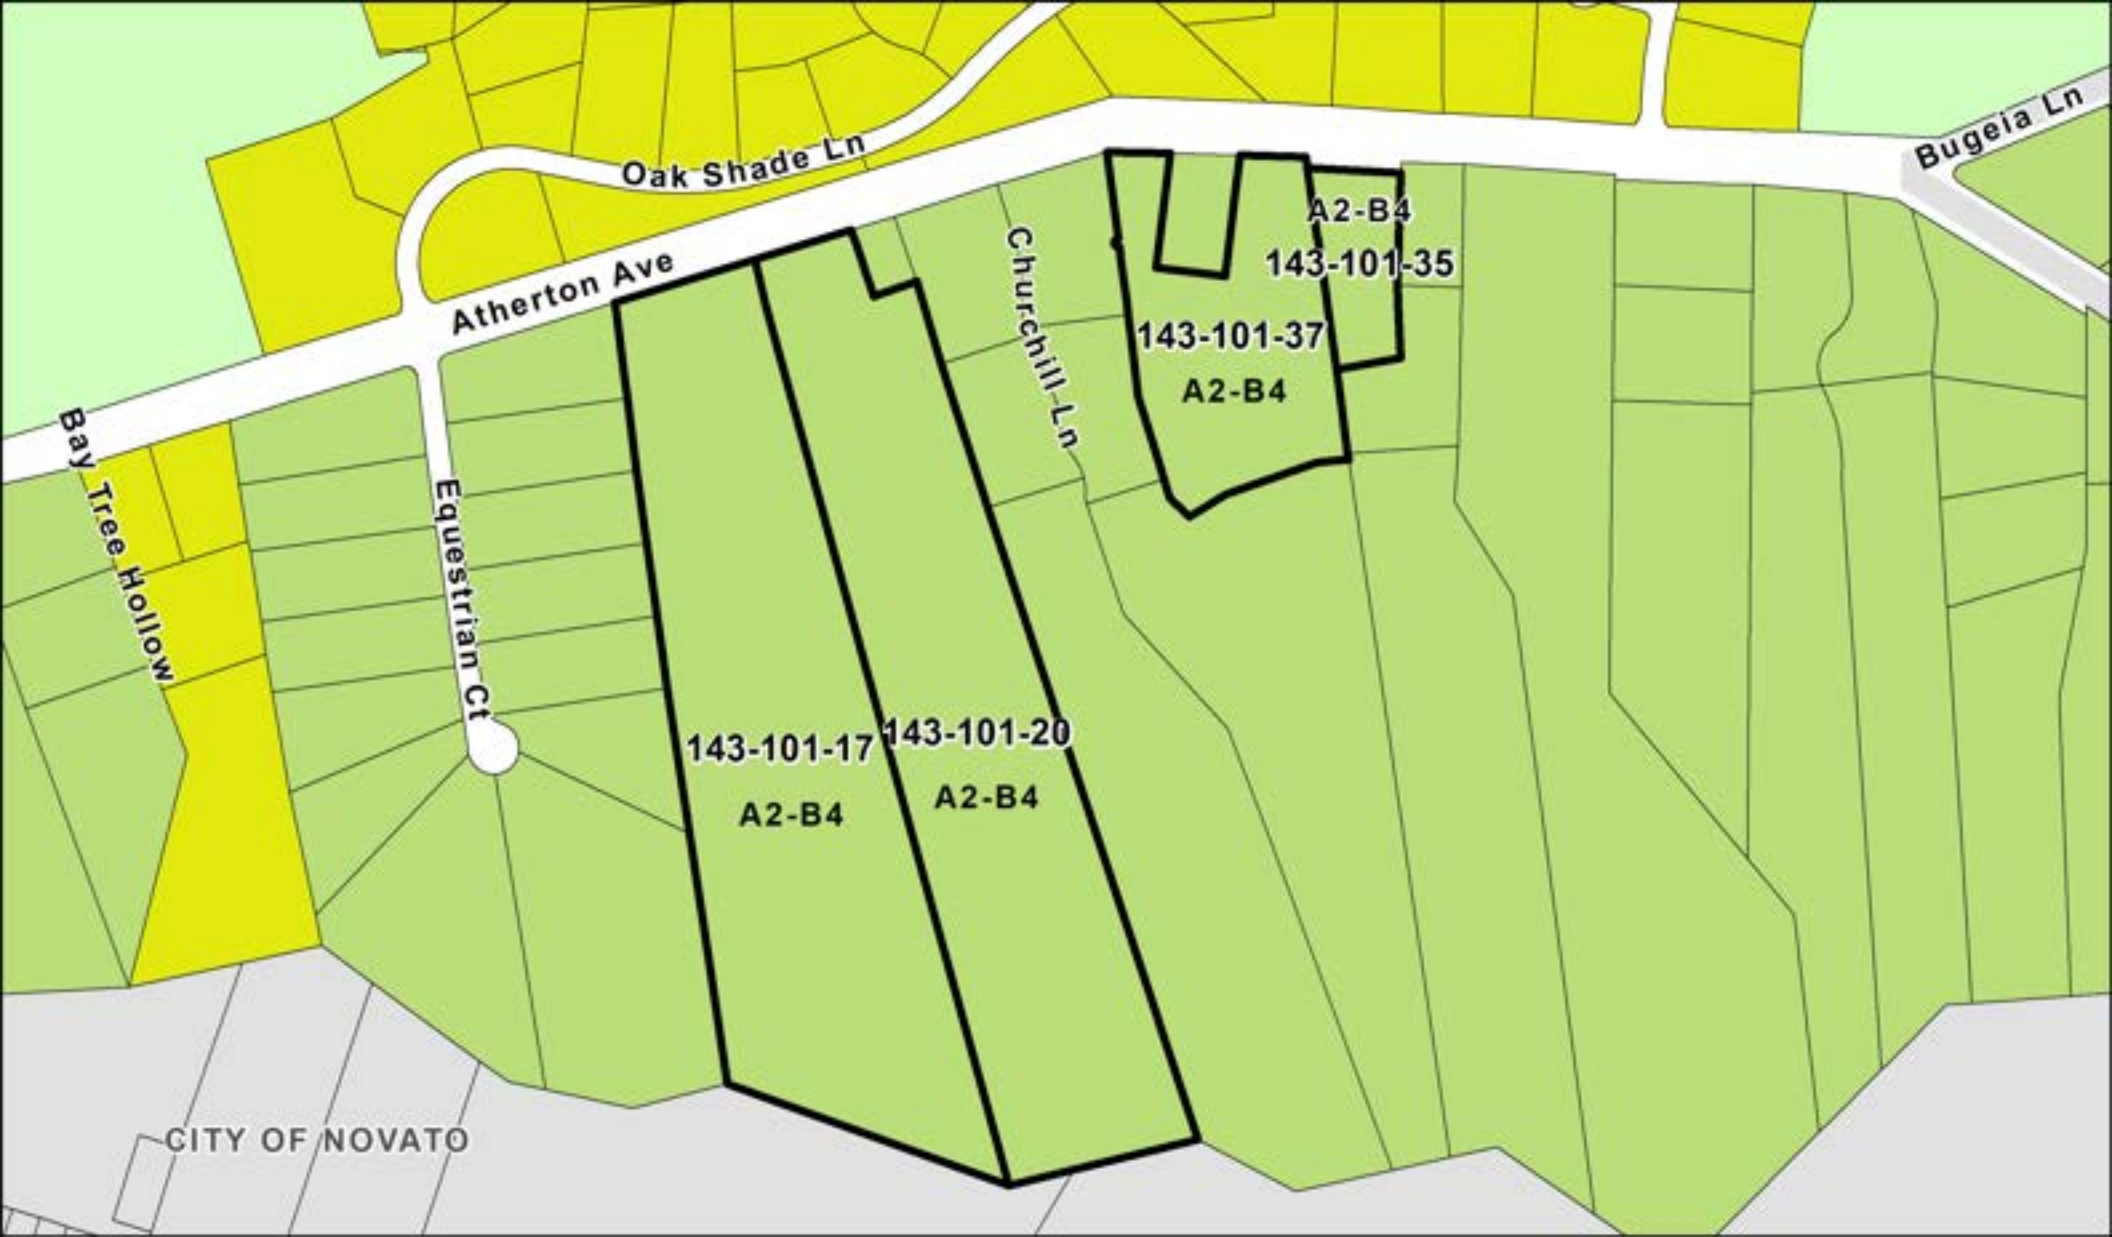 Bugeia Ln
Oak Shade Ln
A2-B4
143-101-35
Atherton Ave
Churchill Ln
143-101-37
A2-B4
Bay Tree Hollow
Equestrian Ct
143-101-17
143-101-20
A2-B4
A2-B4
CITY OF NOVATO